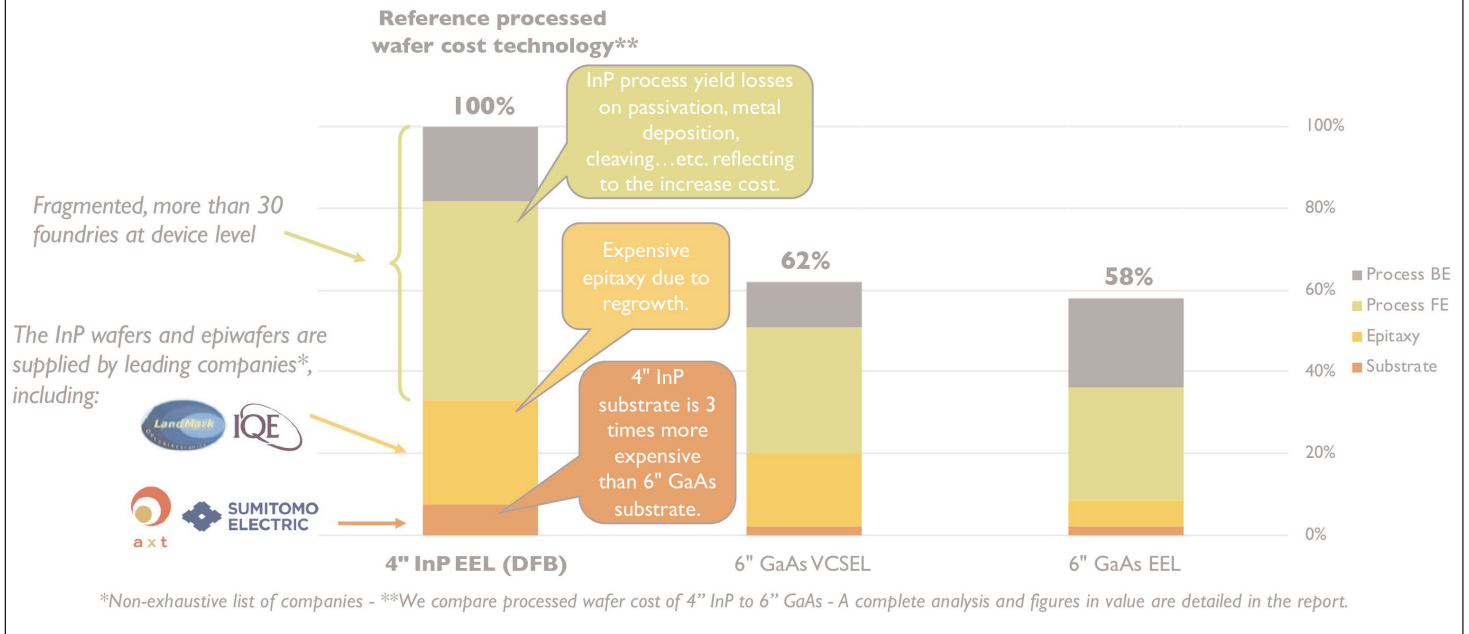 Reference processed
wafer cost technology**
100%
InP process yield losses
on passivation, metal
deposition,
cleaving...etc. reflecting
to the increase cost.
100%
Fragmented, more than 30
foundries at device level
80%
Expensive
epitaxy due to
regrowth.
62%
58%
60%
Process BE
Process FE
Epitaxy
Substrate
The InP wafers and epiwafers are
supplied by leading companies*,
including:
LandMark
IQE
4" InP
substrate is 3
times more
expensive
than 6" GaAs
substrate.
40%
20%
axt
SUMITOMO
ELECTRIC
0%
4" InP EEL (DFB)
6" GaAs VCSEL
6" GaAs EEL
*Non-exhaustive list of companies - **We compare processed wafer cost of 4” InP to 6” GaAs - A complete analysis and figures in value are detailed in the report.